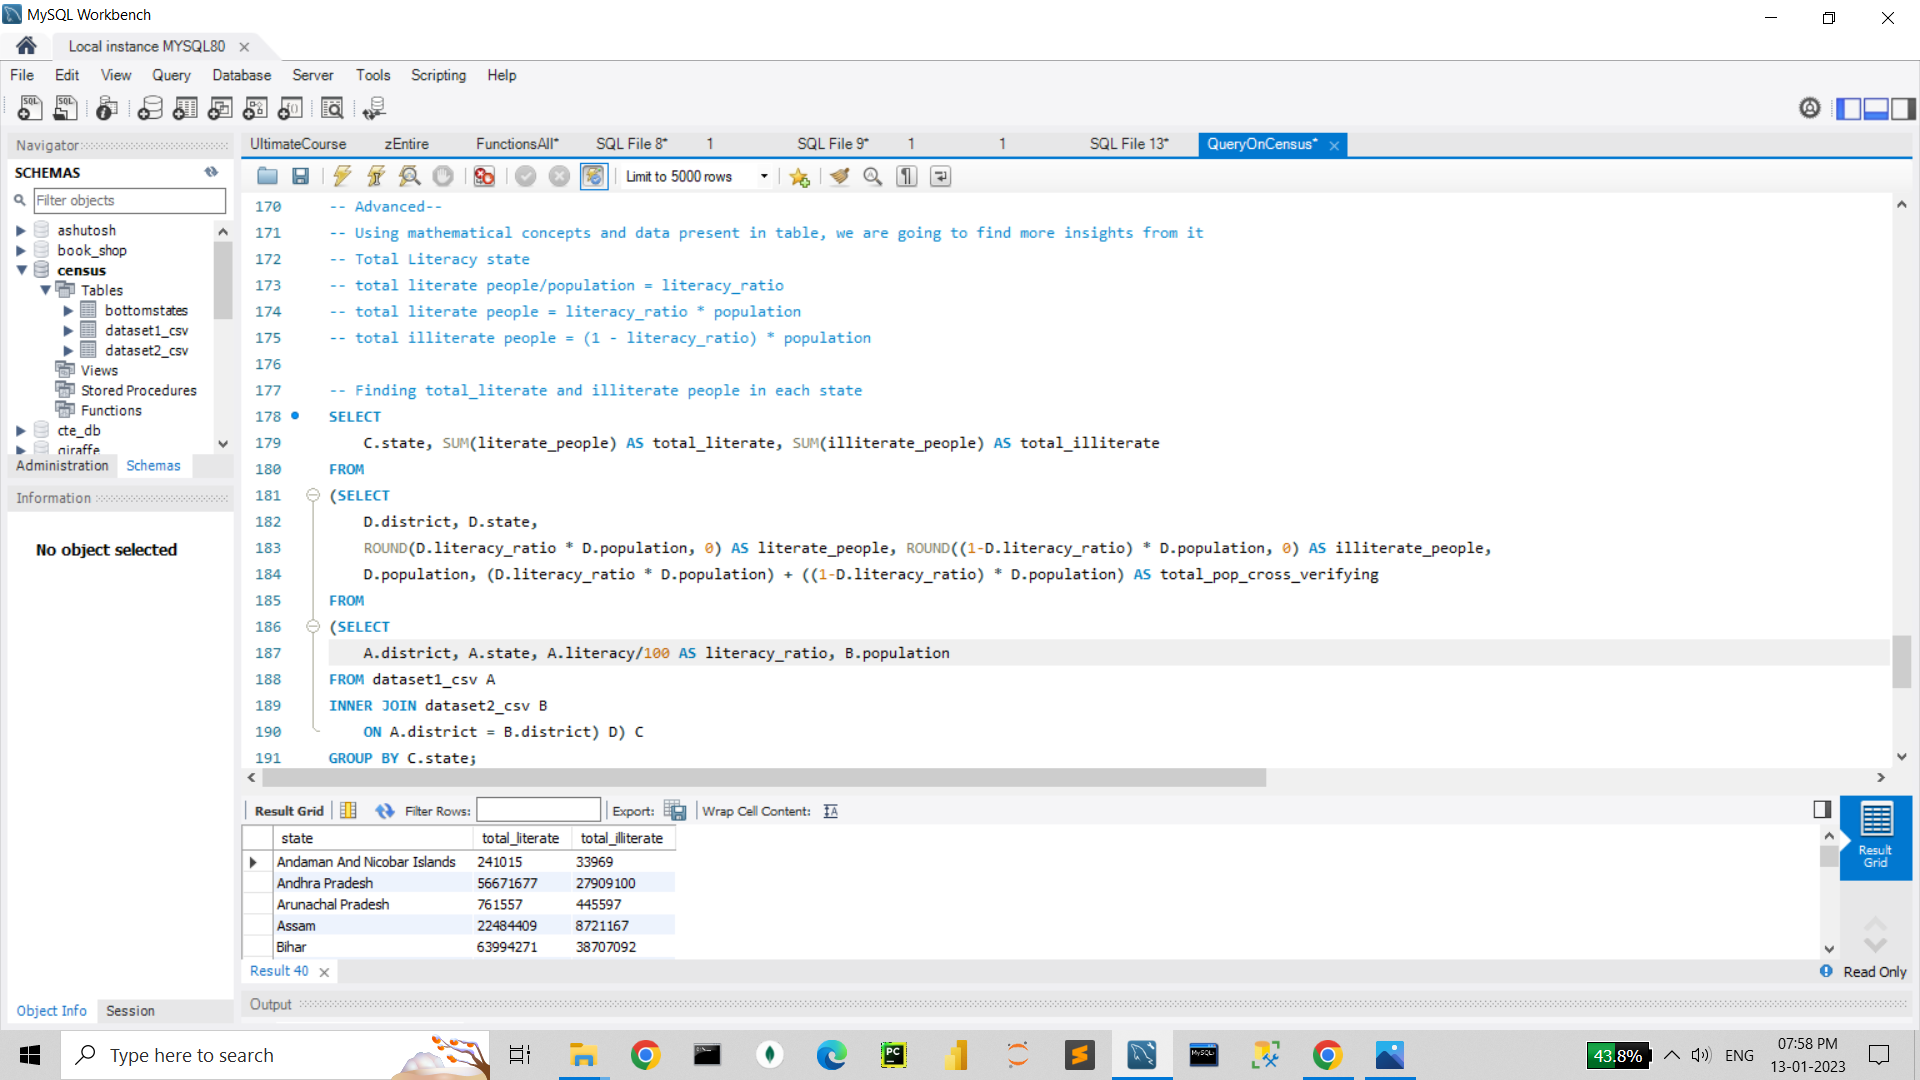 MySQL Workbench
Local instance MYSQL80
File Edit View Query Database Server Tools Scripting Help
Navigator
UltimateCourse zEntire FunctionsAll* SQL File 8* 1 SQL File 9* 1 1 SQL File 13* QueryOnCensus*
SCHEMAS
Limit to 5000 rows
Filter objects
ashutosh
book_shop
census
Tables
bottomstates
dataset1_csv
dataset2_csv
Views
Stored Procedures
Functions
cte_db
giraffe
Administration Schemas
Information
No object selected
170 -- Advanced--
171 -- Using mathematical concepts and data present in table, we are going to find more insights from it
172 -- Total Literacy state
173 -- total literate people/population = literacy_ratio
174 -- total literate people = literacy_ratio * population
175 -- total illiterate people = (1 - literacy_ratio) * population
176
177 -- Finding total_literate and illiterate people in each state
178 SELECT
179 C.state, SUM(literate_people) AS total_literate, SUM(illiterate_people) AS total_illiterate
180 FROM
181 (SELECT
182 D.district, D.state,
183 ROUND(D.literacy_ratio * D.population, 0) AS literate_people, ROUND((1-D.literacy_ratio) * D.population, 0) AS illiterate_people,
184 D.population, (D.literacy_ratio * D.population) + ((1-D.literacy_ratio) * D.population) AS total_pop_cross_verifying
185 FROM
186 (SELECT
187 A.district, A.state, A.literacy/100 AS literacy_ratio, B.population
188 FROM dataset1_csv A
189 INNER JOIN dataset2_csv B
190 ON A.district = B.district) D) C
191 GROUP BY C.state;
Result Grid Filter Rows: Export: Wrap Cell Content:
state total_literate total_illiterate
Andaman And Nicobar Islands 241015 33969
Andhra Pradesh 56671677 27909100
Arunachal Pradesh 761557 445597
Assam 22484409 8721167
Bihar 63994271 38707092
Result Grid
Result 40
Read Only
Object Info Session
Output
Type here to search
43.8%
ENG
07:58 PM
13-01-2023